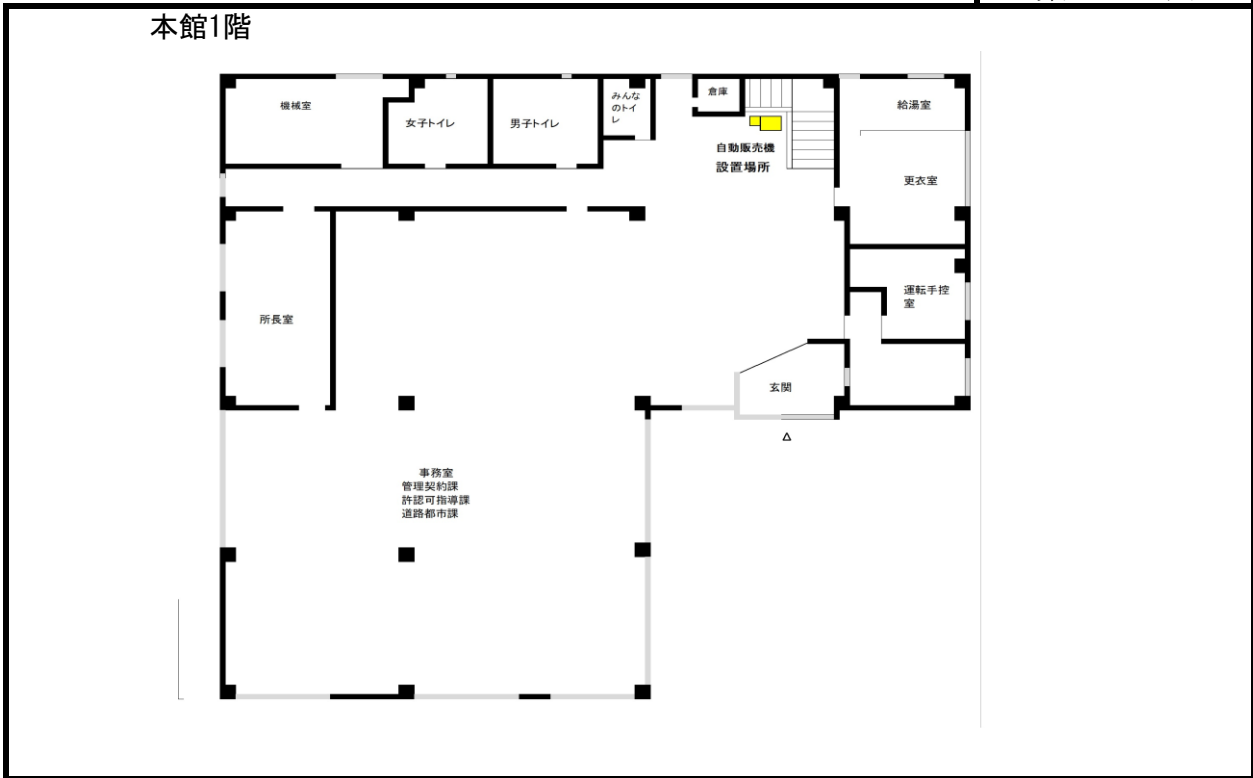 本館1階
機械室
女子トイレ
男子トイレ
みんな
のトイ
レ
倉庫
給湯室
自動販売機
設置場所
更衣室
運転手控
室
所長室
玄関
事務室
管理契約課
許認可指導課
道路都市課